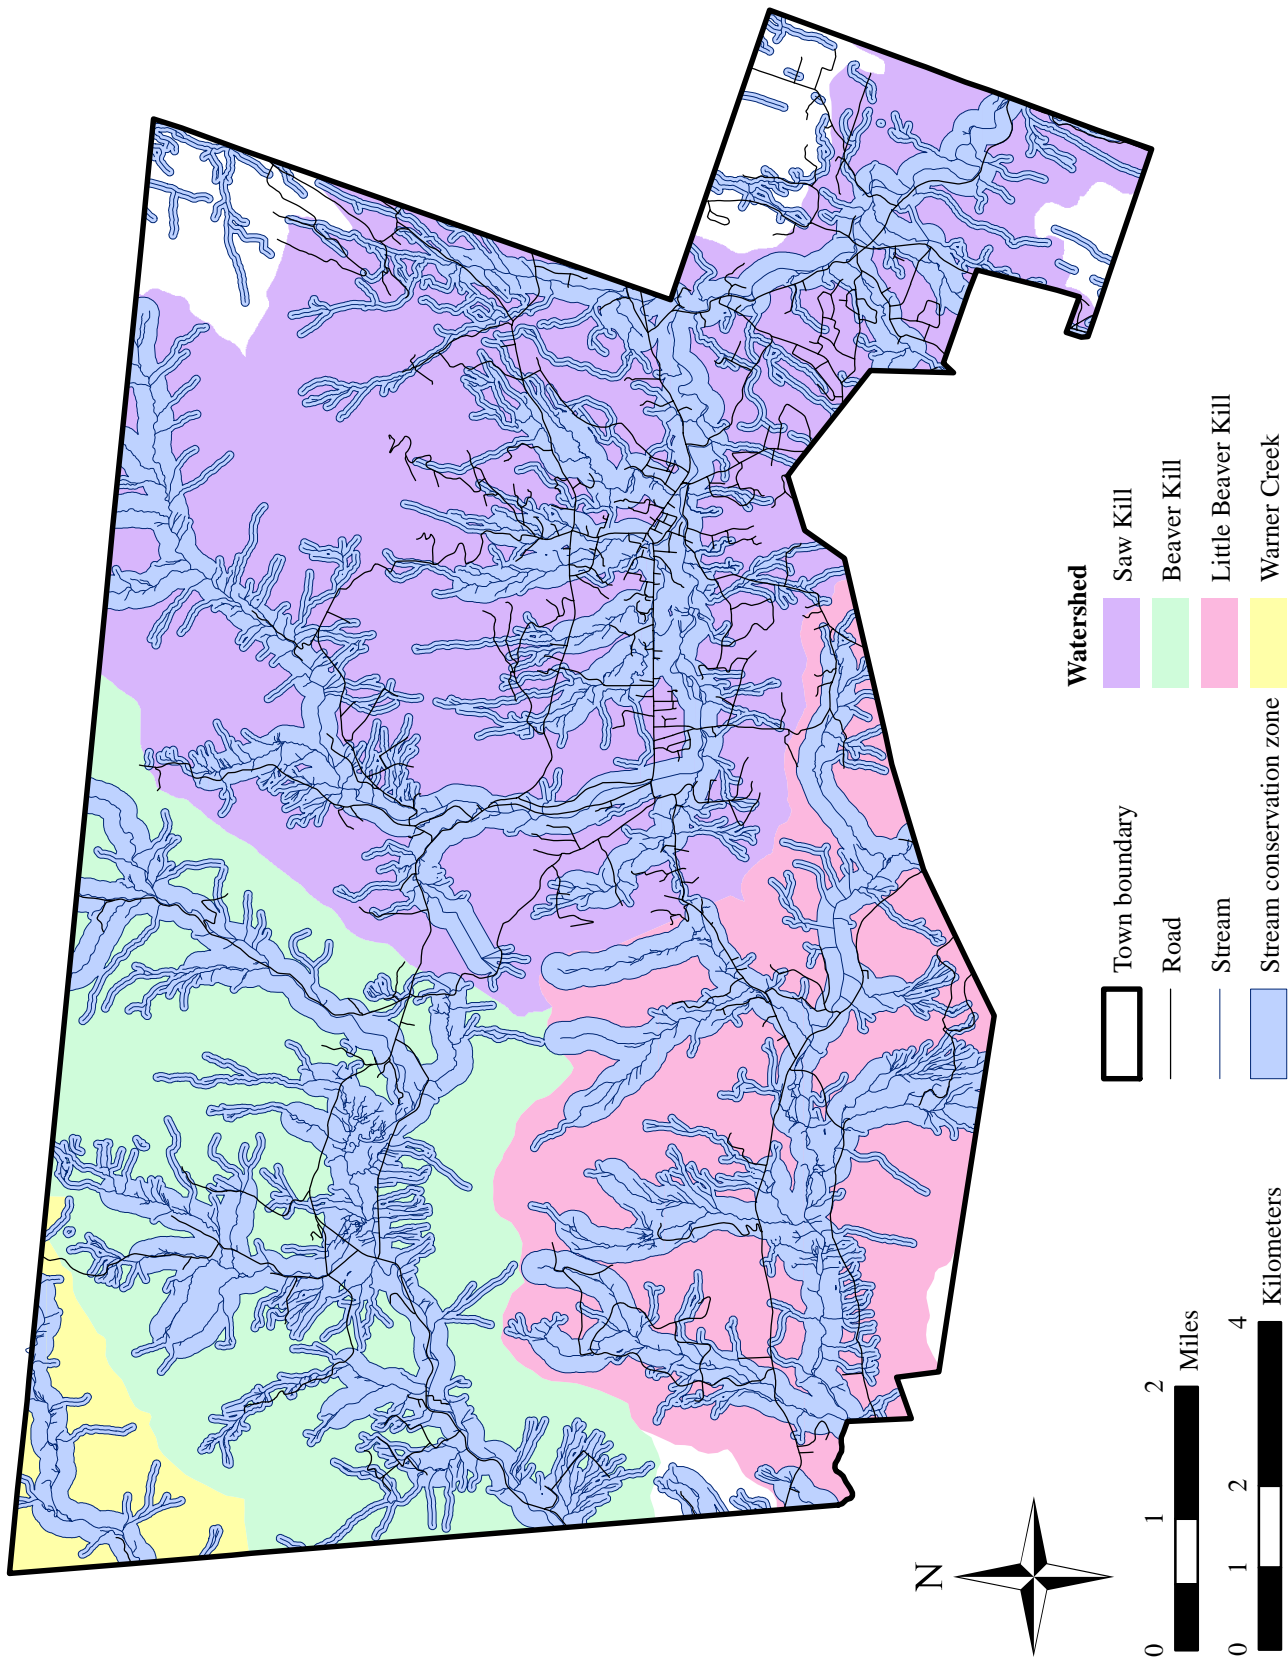 N
0 1 2
Miles
0 1 2 4
Kilometers
Town boundary
Road
Stream
Stream conservation zone
Watershed
Saw Kill
Beaver Kill
Little Beaver Kill
Warner Creek